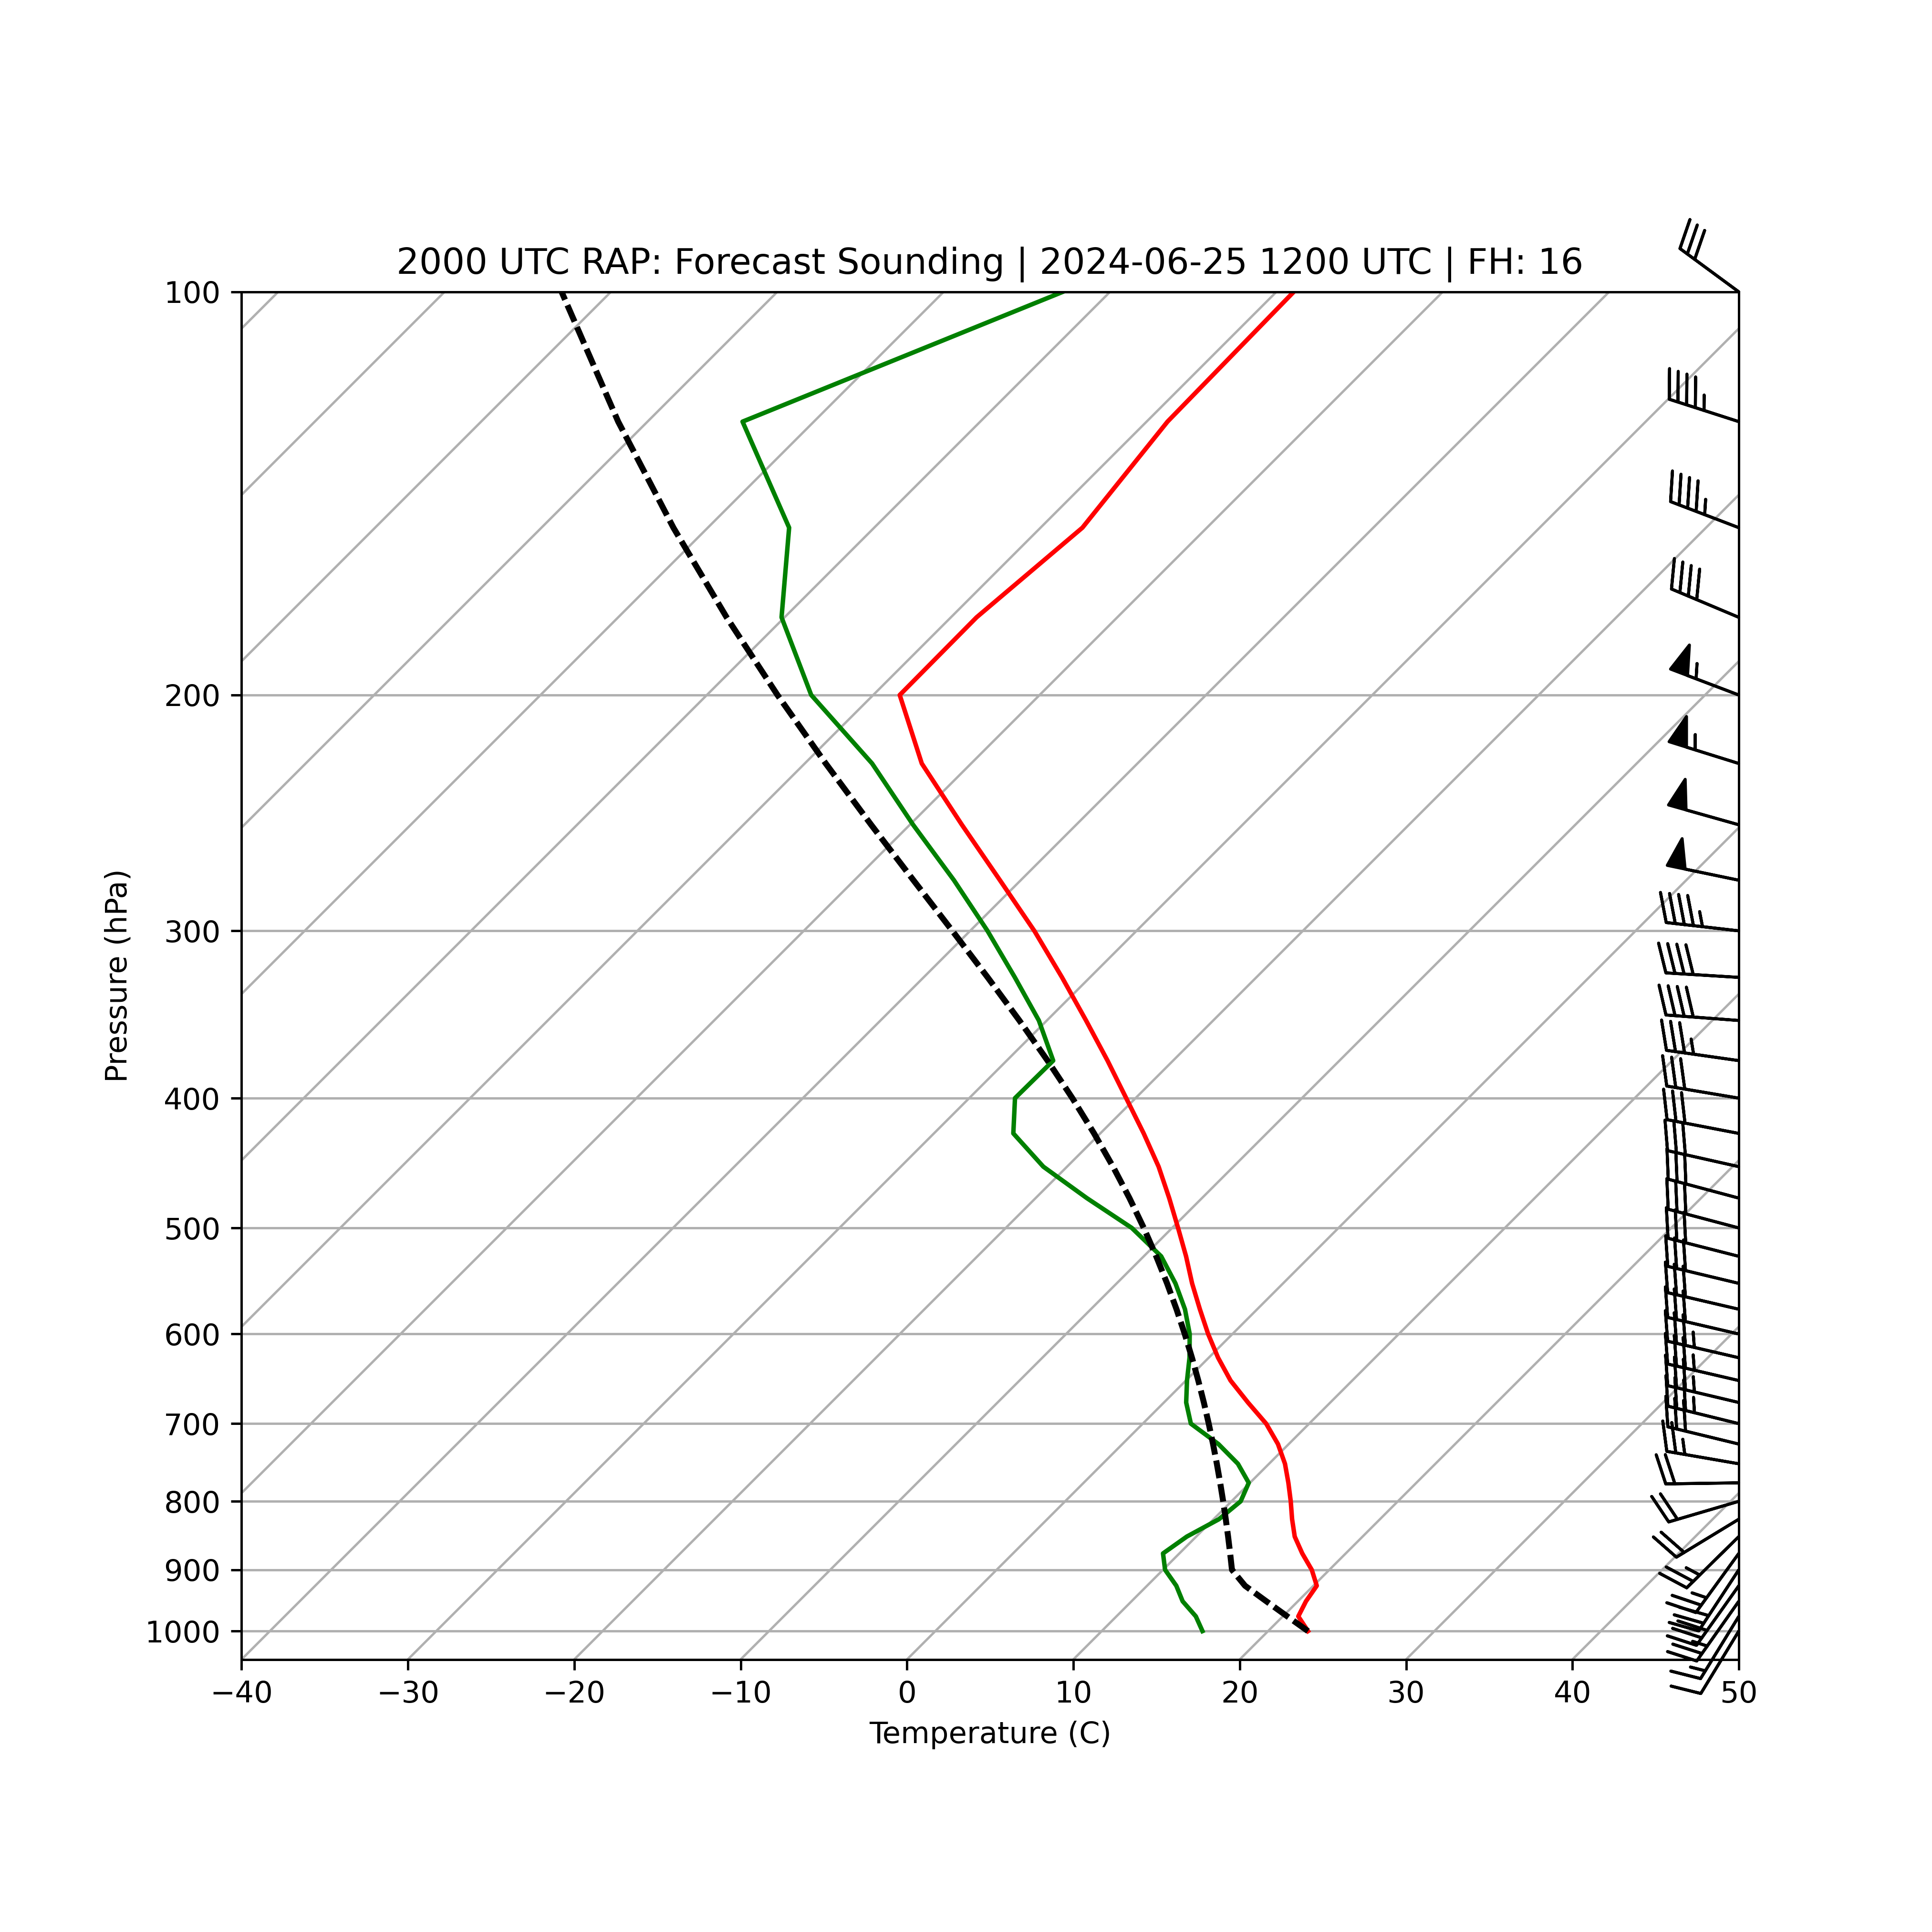 2000 UTC RAP: Forecast Sounding | 2024-06-25 1200 UTC | FH: 16
100
200
300
400
500
600
700
800
900
1000
Pressure (hPa)
−40 −30 −20 −10 0 10 20 30 40 50
Temperature (C)